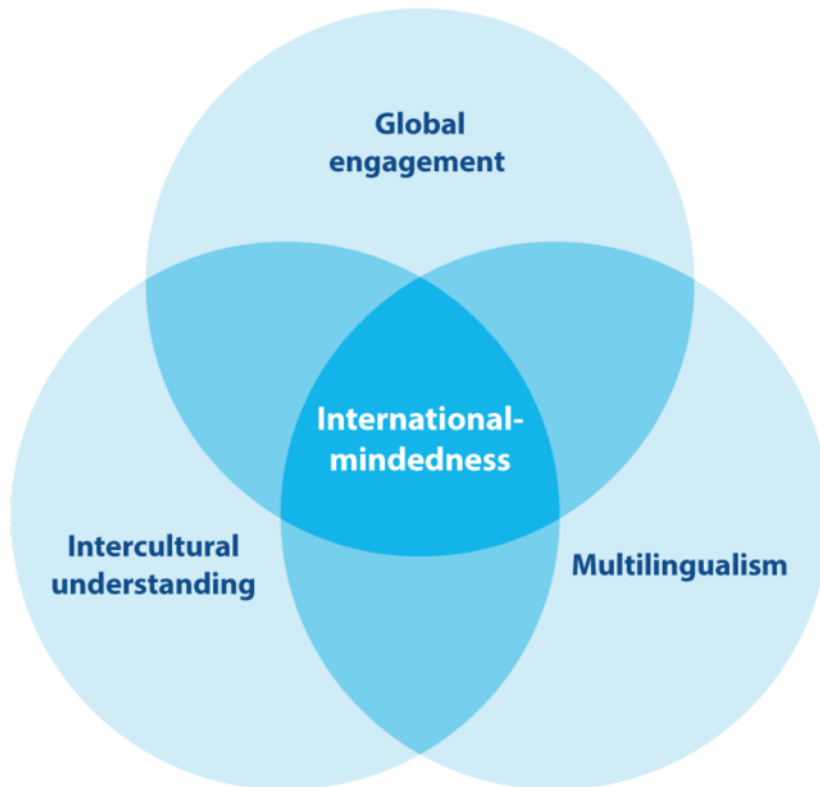 Global
engagement
International-
mindedness
Intercultural
understanding
Multilingualism